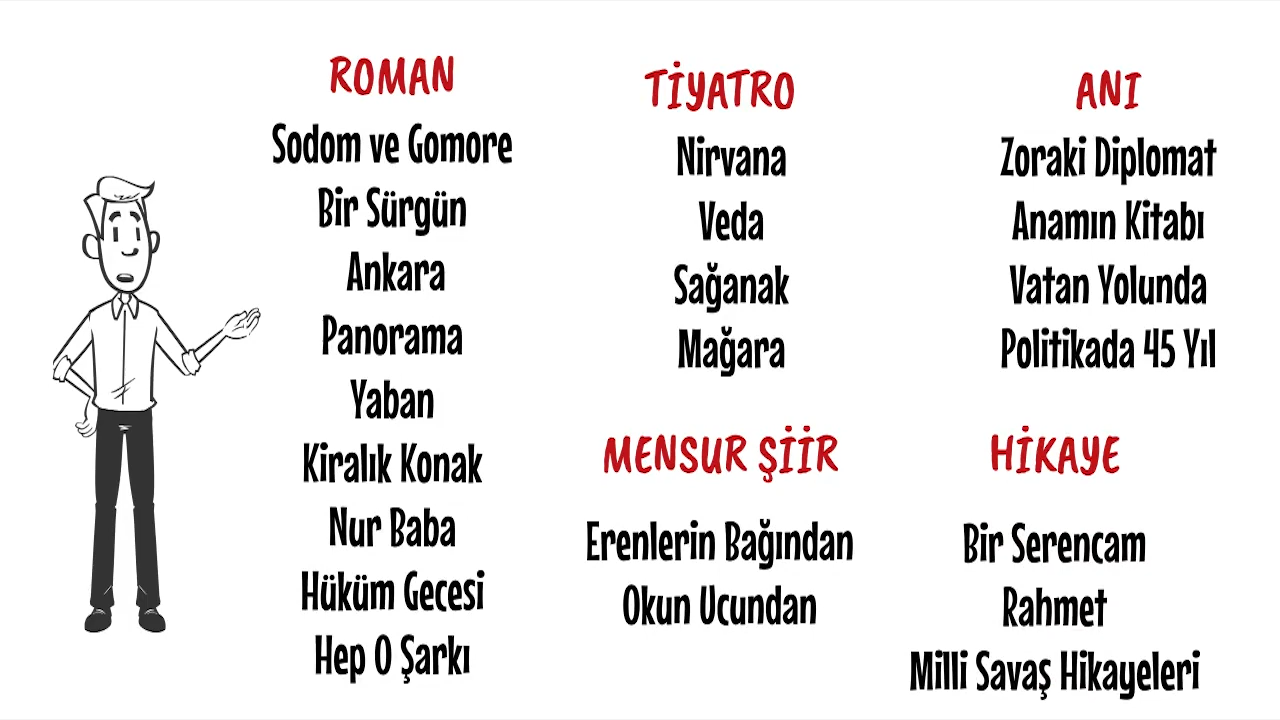 ROMAN
Sodom ve Gomore
Bir Sürgün
Ankara
Panorama
Yaban
Kiralık Konak
Nur Baba
Hüküm Gecesi
Hep O Şarkı
TİYATRO
Nirvana
Veda
Sağanak
Mağara
ANI
Zoraki Diplomat
Anamın Kitabı
Vatan Yolunda
Politikada 45 Yıl
MENSUR ŞİİR
Erenlerin Bağından
Okun Ucundan
HİKAYE
Bir Serencam
Rahmet
Milli Savaş Hikayeleri